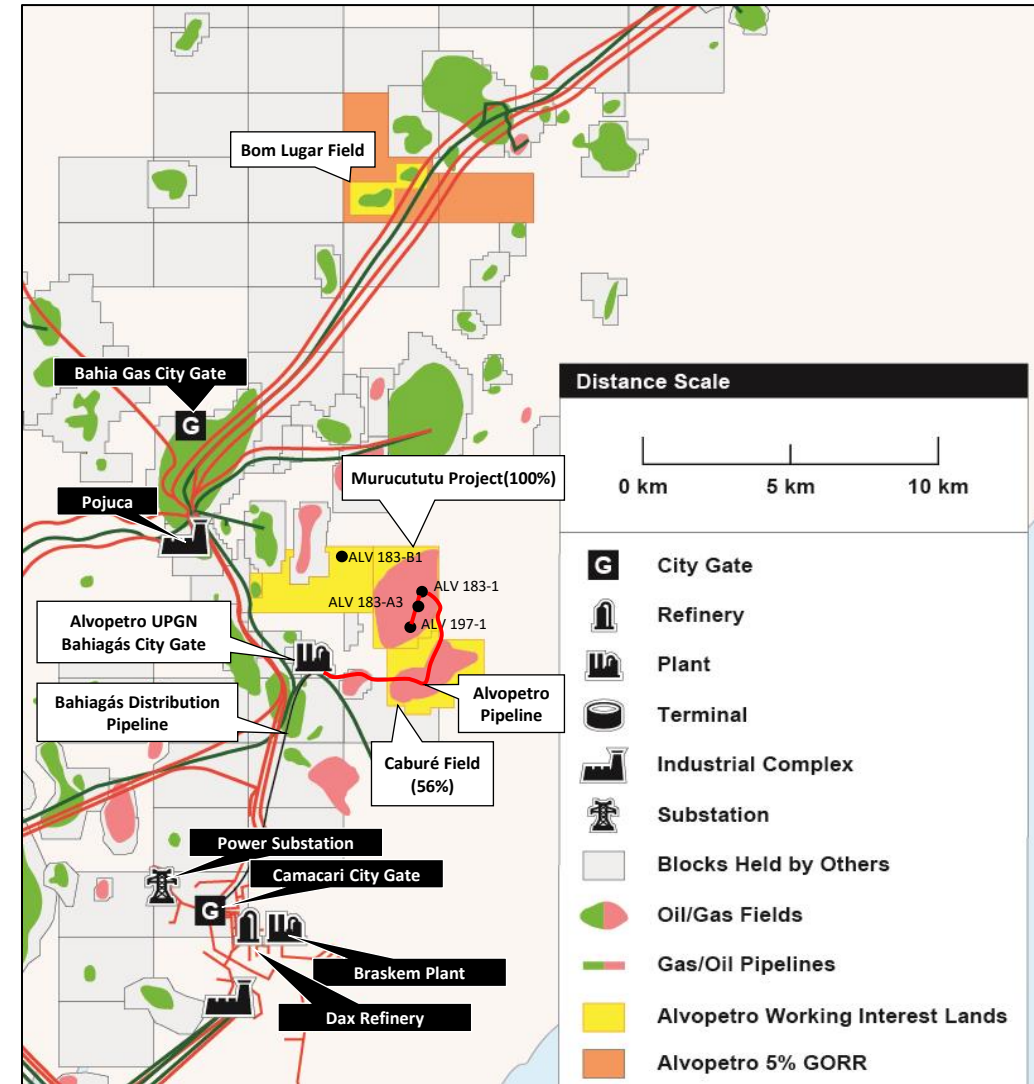 Bom Lugar Field
Bahia Gas City Gate
G
Pojuca
Murucututu Project(100%)
ALV 183-B1
ALV 183-1
ALV 183-A3
ALV 197-1
Alvopetro UPGN
Bahiagás City Gate
Bahiagás Distribution
Pipeline
Alvopetro
Pipeline
Caburé Field
(56%)
Power Substation
Camacari City Gate
G
Braskem Plant
Dax Refinery
Distance Scale
0 km
5 km
10 km
G
City Gate
Refinery
Plant
Terminal
Industrial Complex
Substation
Blocks Held by Others
Oil/Gas Fields
Gas/Oil Pipelines
Alvopetro Working Interest Lands
Alvopetro 5% GORR